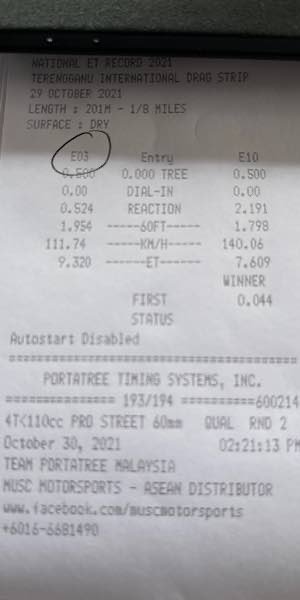 NATIONAL ET RECORD 2021
TERENGGANU INTERNATIONAL DRAG STRIP
29 OCTOBER 2021
LENGTH : 201M - 1/8 MILES
SURFACE : DRY
E03 Entry E10
0.500 0.000 TREE 0.500
0.00 DIAL-IN 0.00
0.524 REACTION 2.191
1.954 -----60FT----- 1.798
111.74 -----KM/H----- 140.06
9.320 ------ET------ 7.609
WINNER
FIRST 0.044
STATUS
Autostart Disabled
========================================
PORTATREE TIMING SYSTEMS, INC.
=============== 193/194 ==========600214
4T<110cc PRO STREET 60mm QUAL RND 2
October 30, 2021 02:21:13 PM
TEAM PORTATREE MALAYSIA
MUSC MOTORSPORTS - ASEAN DISTRIBUTOR
www.facebook.com/muscmotorsports
+6016-6681490